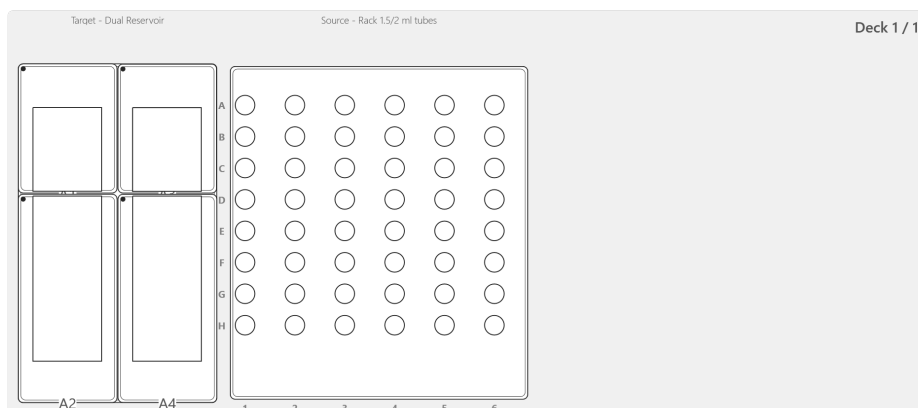 Target - Dual Reservoir
Source - Rack 1.5/2 ml tubes
Deck 1 / 1
A
B
C
D
E
F
G
H
A2
A4
1 2 3 4 5 6